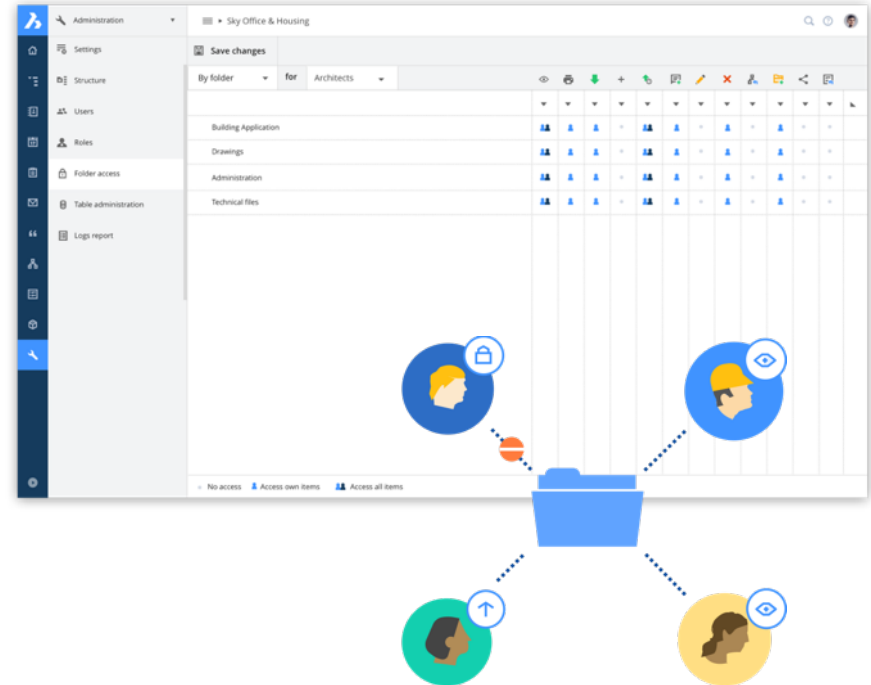 Administration
Sky Office & Housing
Settings
Save changes
Structure
By folder for Architects
Users
Roles
Folder access
Table administration
Logs report
Building Application
Drawings
Administration
Technical files
No access Access own items Access all items